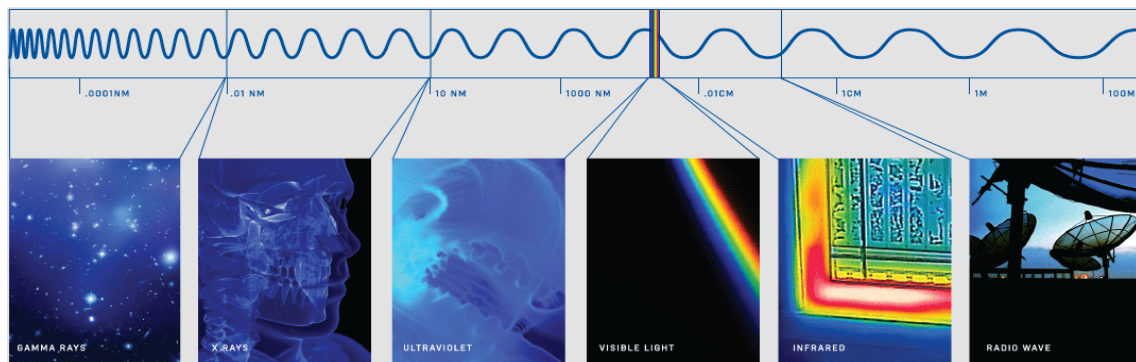 .0001NM
.01 NM
10 NM
1000 NM
.01CM
1CM
1M
100M
GAMMA RAYS
X RAYS
ULTRAVIOLET
VISIBLE LIGHT
INFRARED
RADIO WAVE